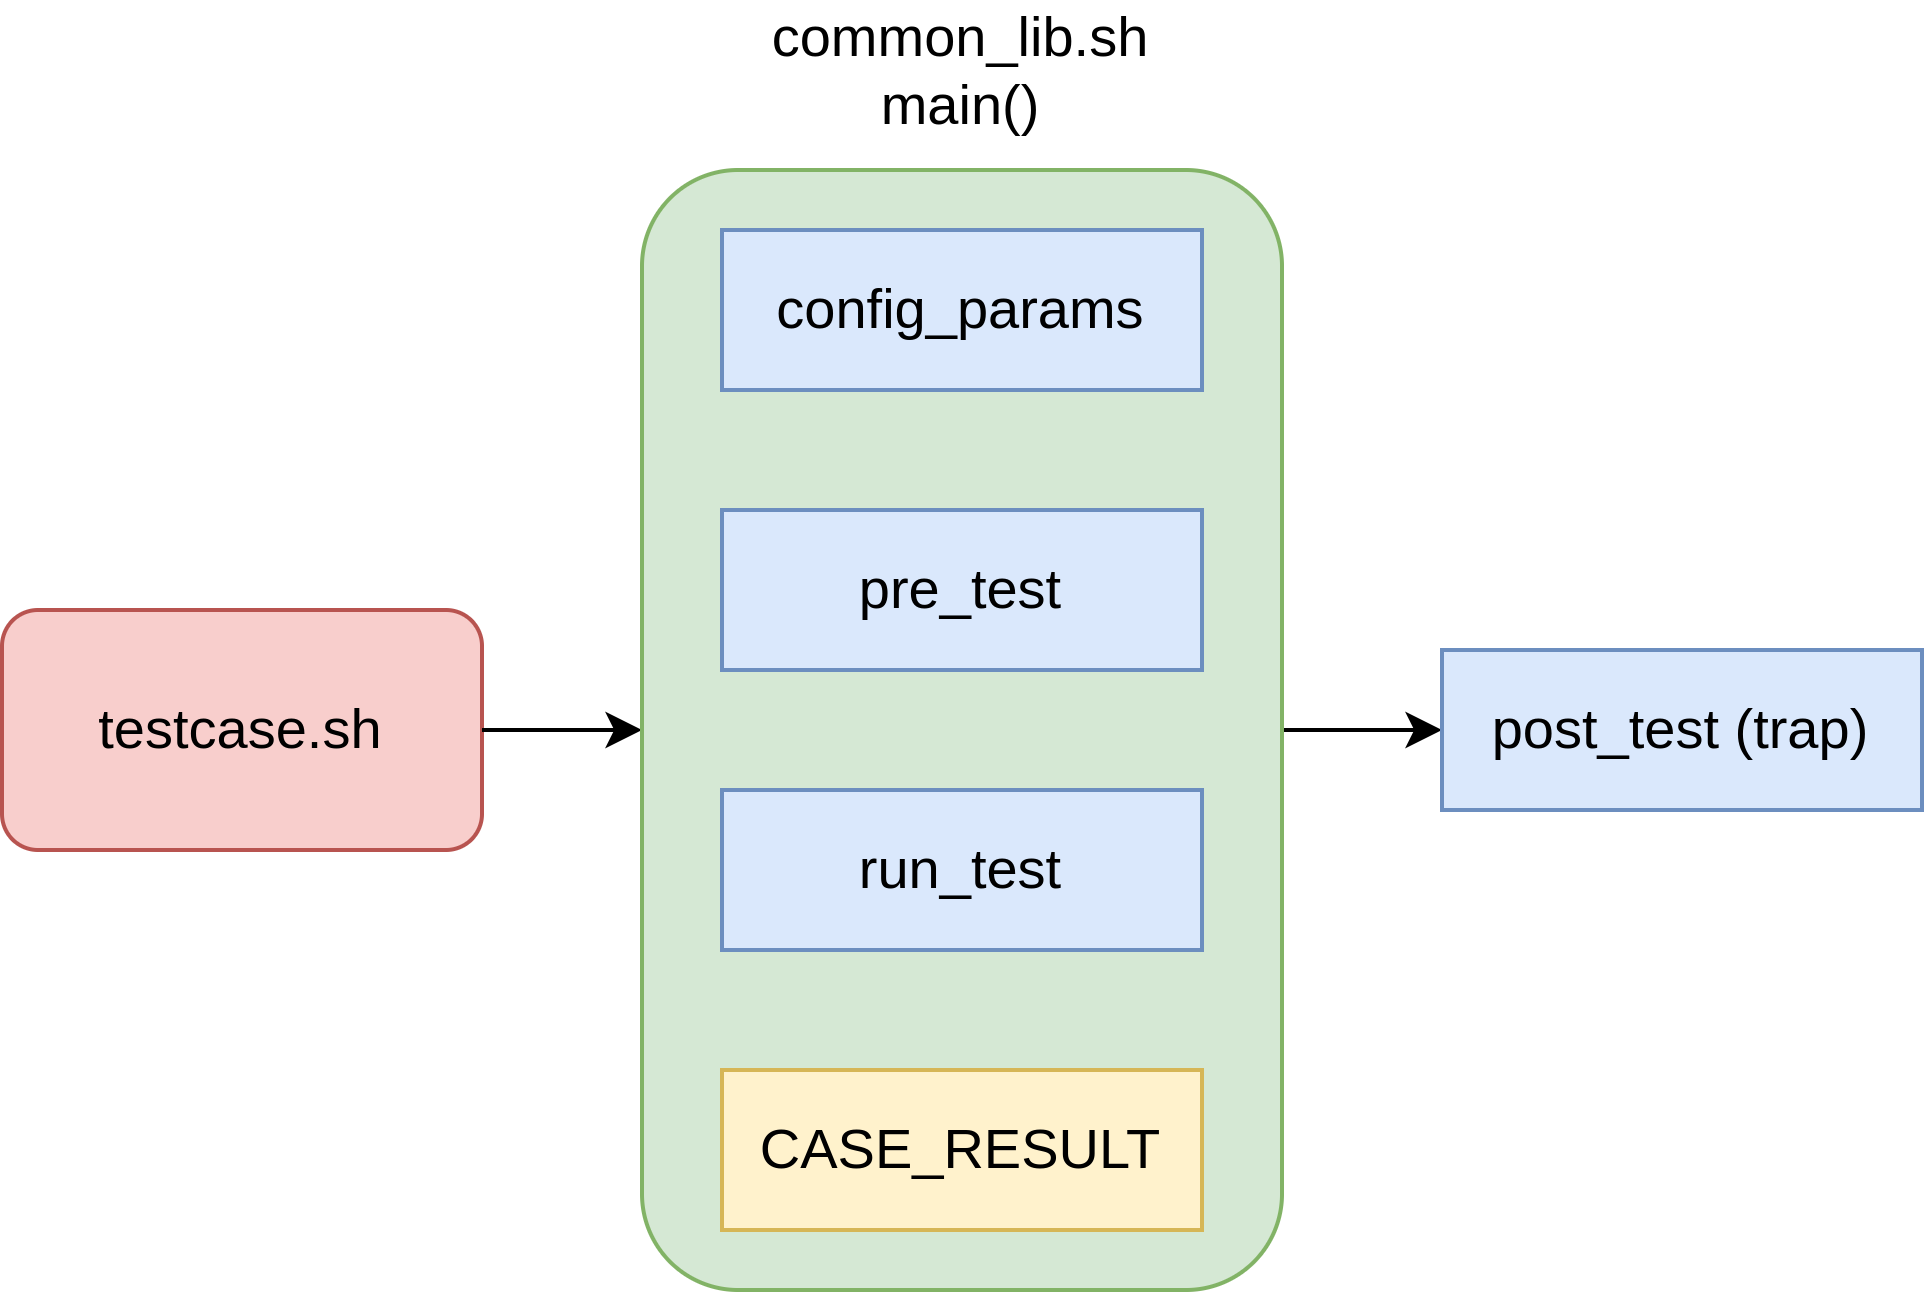 common_lib.sh
main()
config_params
pre_test
testcase.sh
post_test (trap)
run_test
CASE_RESULT